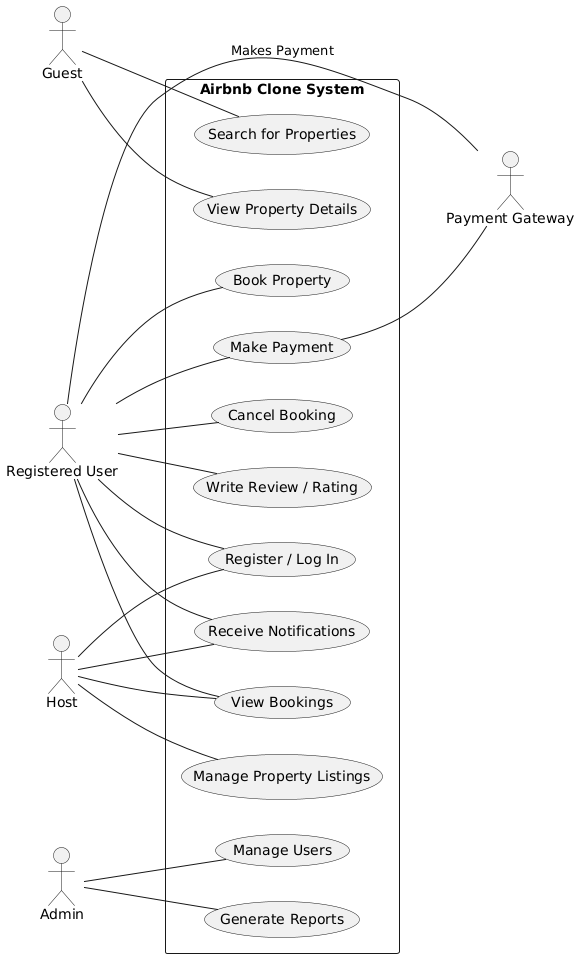 Makes Payment
Guest
Airbnb Clone System
Search for Properties
View Property Details
Payment Gateway
Book Property
Make Payment
Cancel Booking
Registered User
Write Review / Rating
Register / Log In
Receive Notifications
Host
View Bookings
Manage Property Listings
Manage Users
Admin
Generate Reports